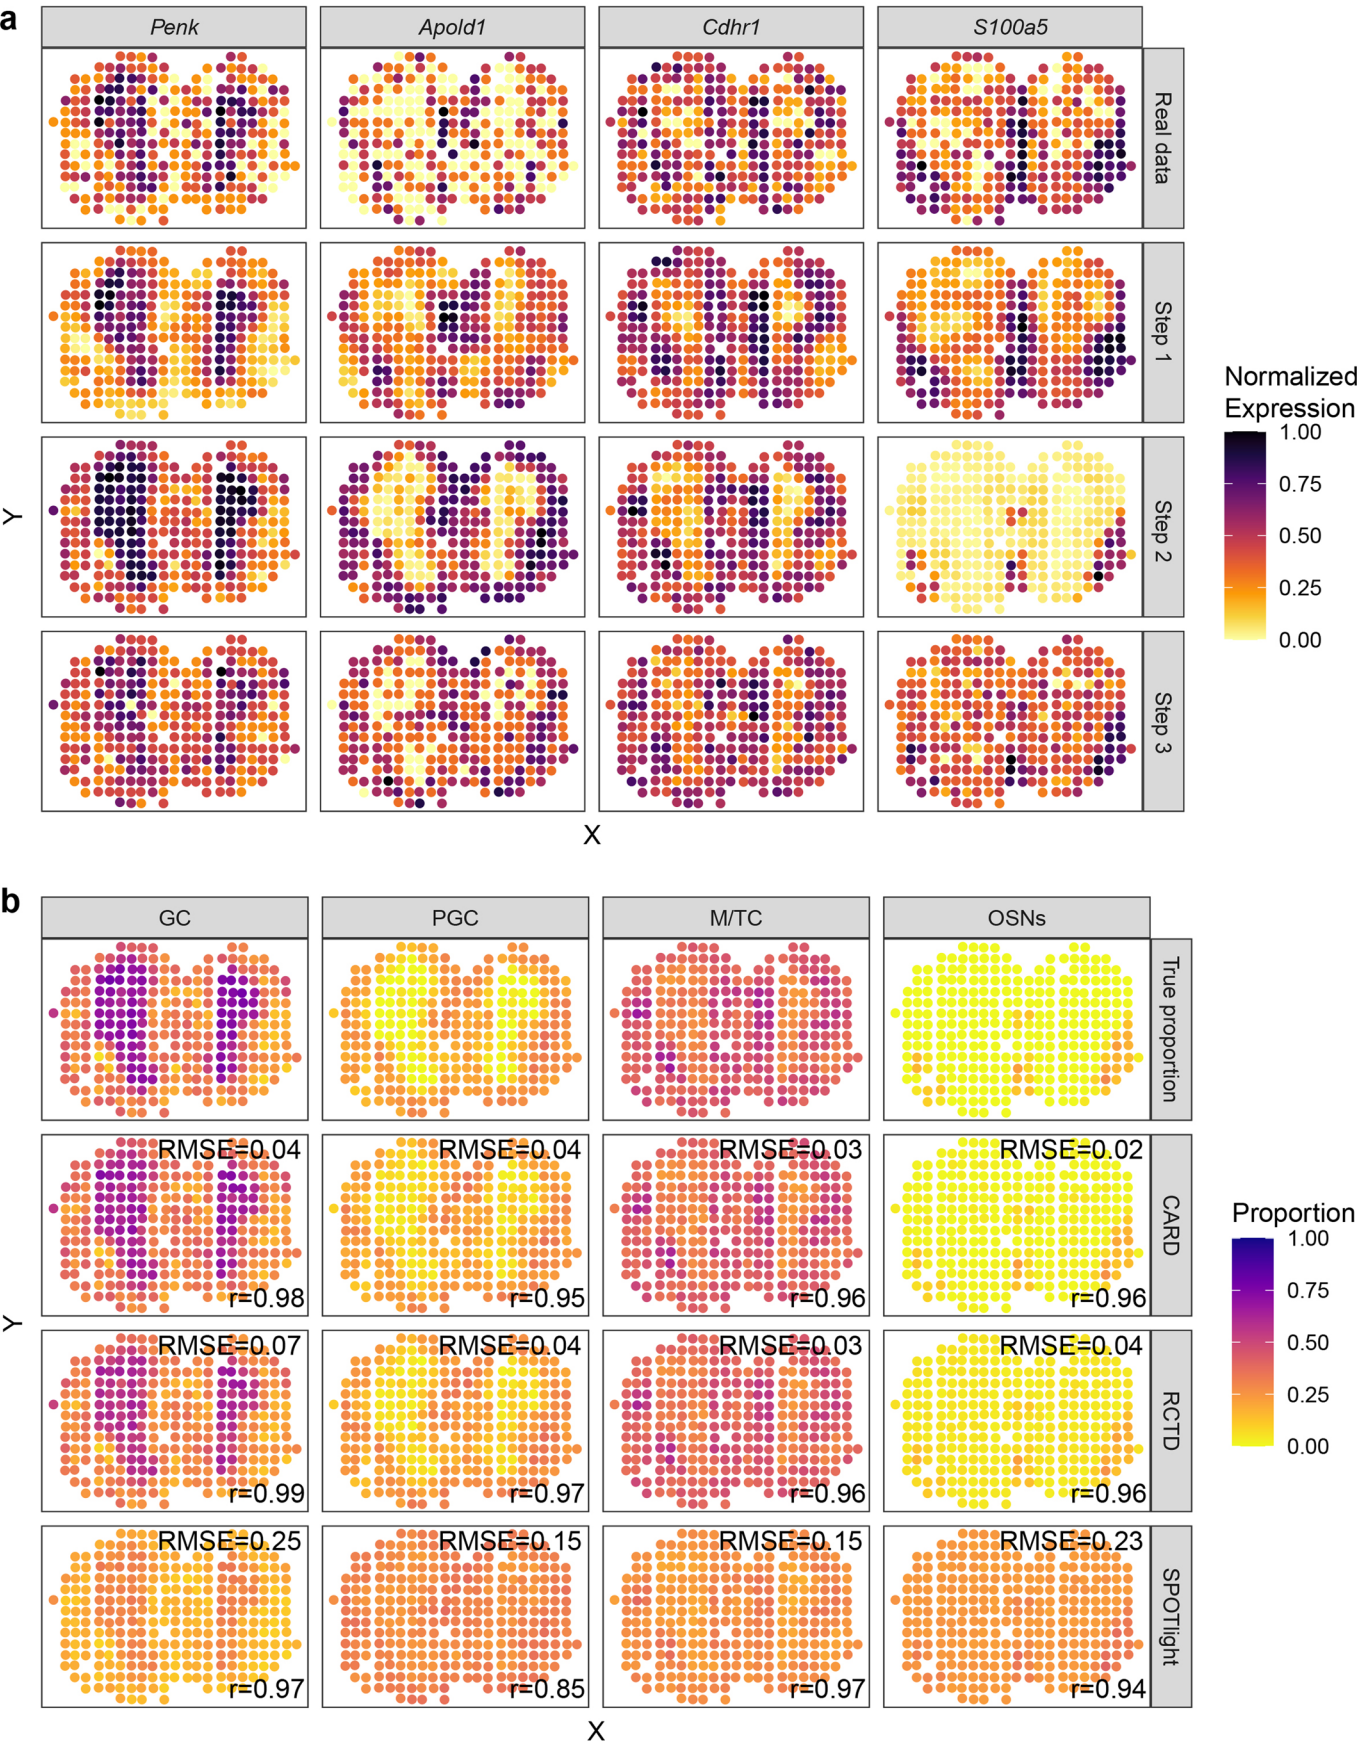 a
Penk
Apold1
Cdhr1
S100a5
Real data
Step 1
Step 2
Step 3
Y
X
Normalized
Expression
1.00
0.75
0.50
0.25
0.00
b
GC
PGC
M/TC
OSNs
True proportion
RMSE=0.04
RMSE=0.04
RMSE=0.03
RMSE=0.02
CARD
r=0.98
r=0.95
r=0.96
r=0.96
RMSE=0.07
RMSE=0.04
RMSE=0.03
RMSE=0.04
RCTD
r=0.99
r=0.97
r=0.96
r=0.96
RMSE=0.25
RMSE=0.15
RMSE=0.15
RMSE=0.23
SPOTlight
r=0.97
r=0.85
r=0.97
r=0.94
Y
X
Proportion
1.00
0.75
0.50
0.25
0.00